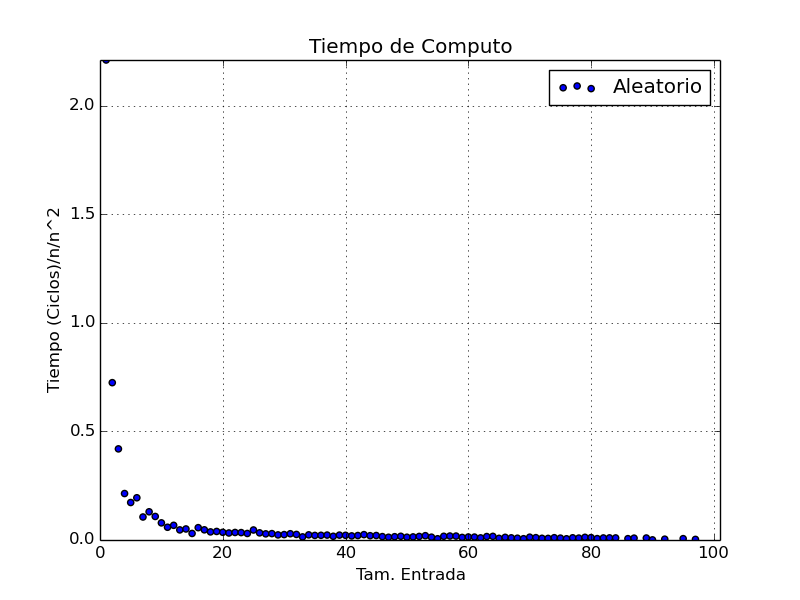 Tiempo de Computo
Aleatorio
2.0
1.5
1.0
0.5
0.0
Tiempo (Ciclos)/n/n^2
0 20 40 60 80 100
Tam. Entrada